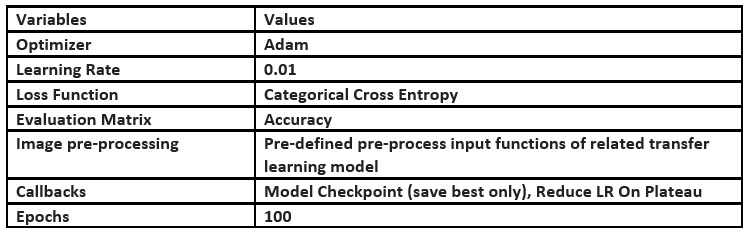 Variables Values
Optimizer Adam
Learning Rate 0.01
Loss Function Categorical Cross Entropy
Evaluation Matrix Accuracy
Image pre-processing Pre-defined pre-process input functions of related transfer
learning model
Callbacks Model Checkpoint (save best only), Reduce LR On Plateau
Epochs 100